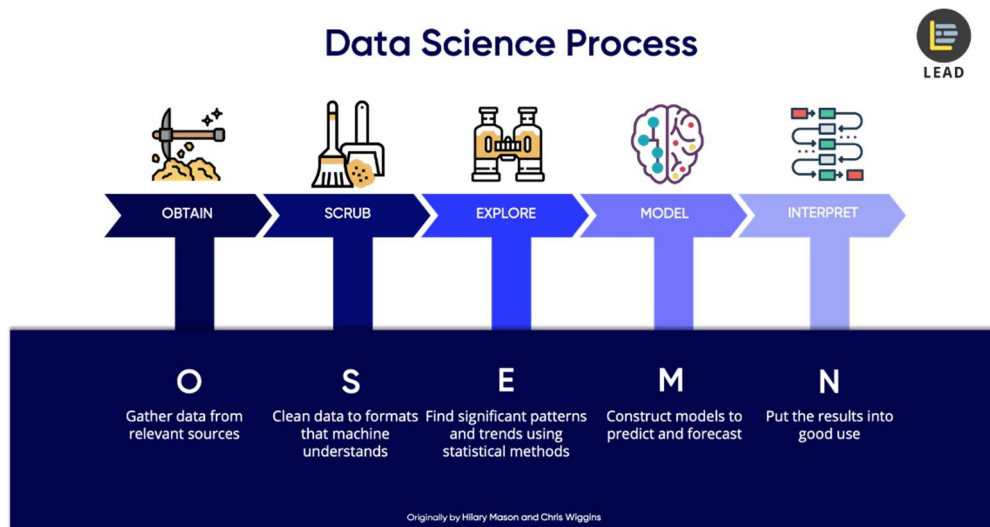 Data Science Process
LEAD
OBTAIN
SCRUB
EXPLORE
MODEL
INTERPRET
O
Gather data from
relevant sources
S
Clean data to formats
that machine
understands
E
Find significant patterns
and trends using
statistical methods
M
Construct models to
predict and forecast
N
Put the results into
good use
Originally by Hilary Mason and Chris Wiggins